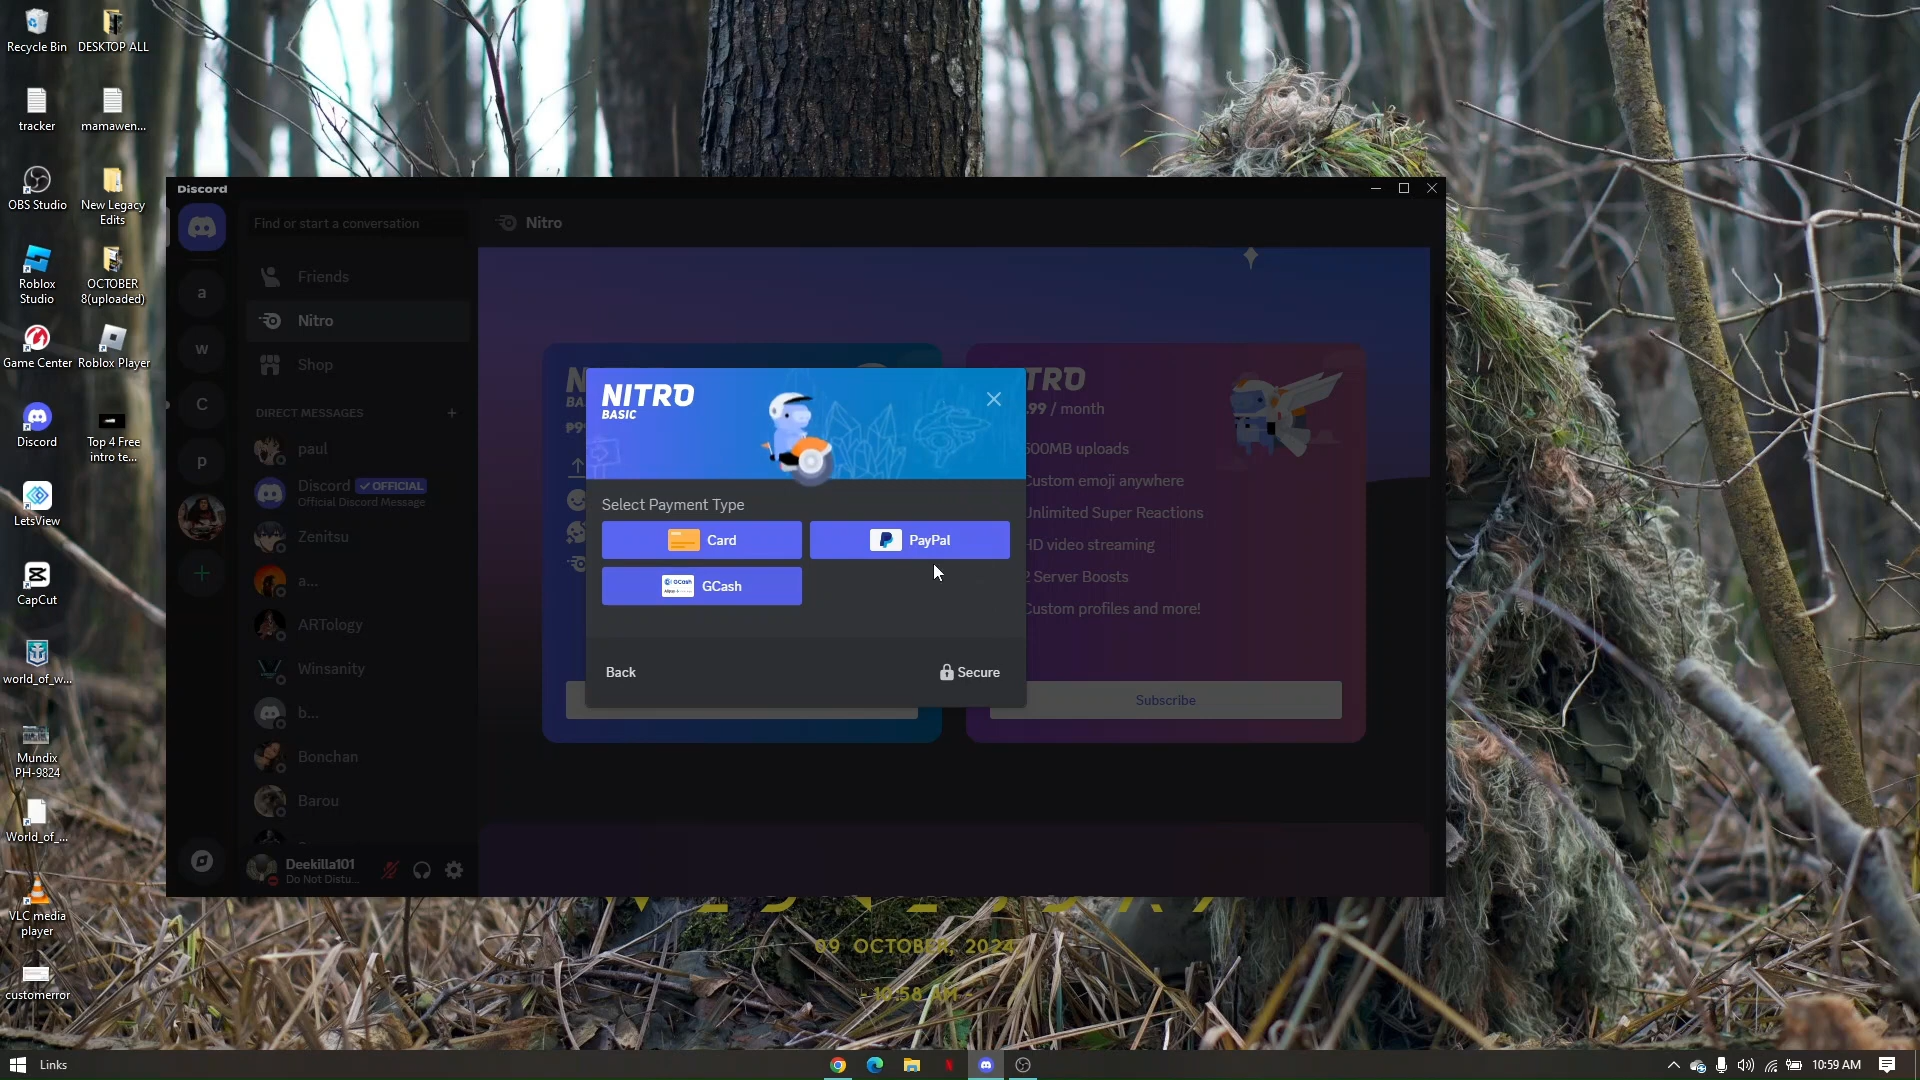 Recycle Bin
DESKTOP ALL
tracker
mamawen...
OBS Studio
New Legacy
Edits
Roblox
Studio
OCTOBER
8(uploaded)
Game Center
Roblox Player
Discord
Top 4 Free
intro te...
LetsView
CapCut
world_of_w...
Mundix
PH-9824
World_of_...
VLC media
player
customerror
Discord
Find or start a conversation
Nitro
Friends
Nitro
Shop
DIRECT MESSAGES
paul
Discord OFFICIAL
Official Discord Message
Zenitsu
a...
ARTology
Winsanity
b...
Bonchan
Barou
a
w
C
p
Deekilla101
Do Not Distu...
NITRO
BASIC
Select Payment Type
Card
PayPal
GCash
Back
Secure
.99 / month
500MB uploads
Custom emoji anywhere
Unlimited Super Reactions
HD video streaming
2 Server Boosts
Custom profiles and more!
Subscribe
09 OCTOBER, 2024
- 10:58 AM -
Links
10:59 AM